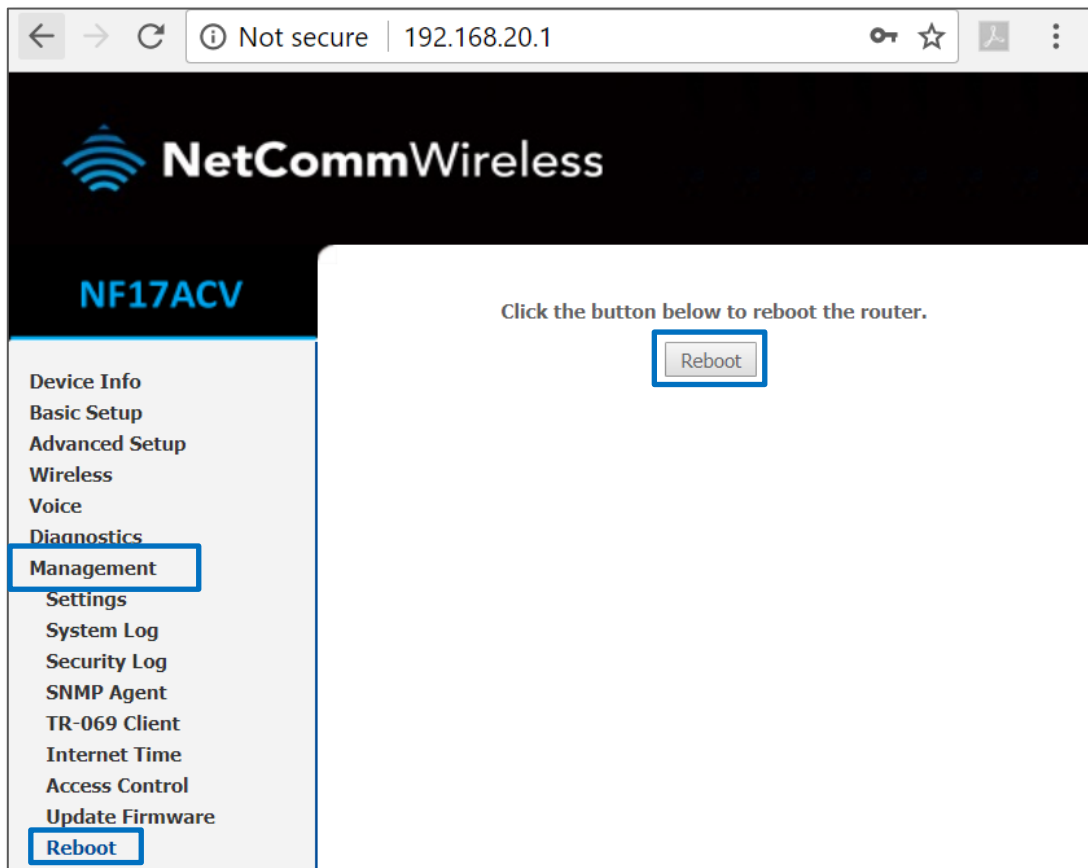 Not secure | 192.168.20.1
NetCommWireless
NF17ACV
Click the button below to reboot the router.
Reboot
Device Info
Basic Setup
Advanced Setup
Wireless
Voice
Diagnostics
Management
Settings
System Log
Security Log
SNMP Agent
TR-069 Client
Internet Time
Access Control
Update Firmware
Reboot